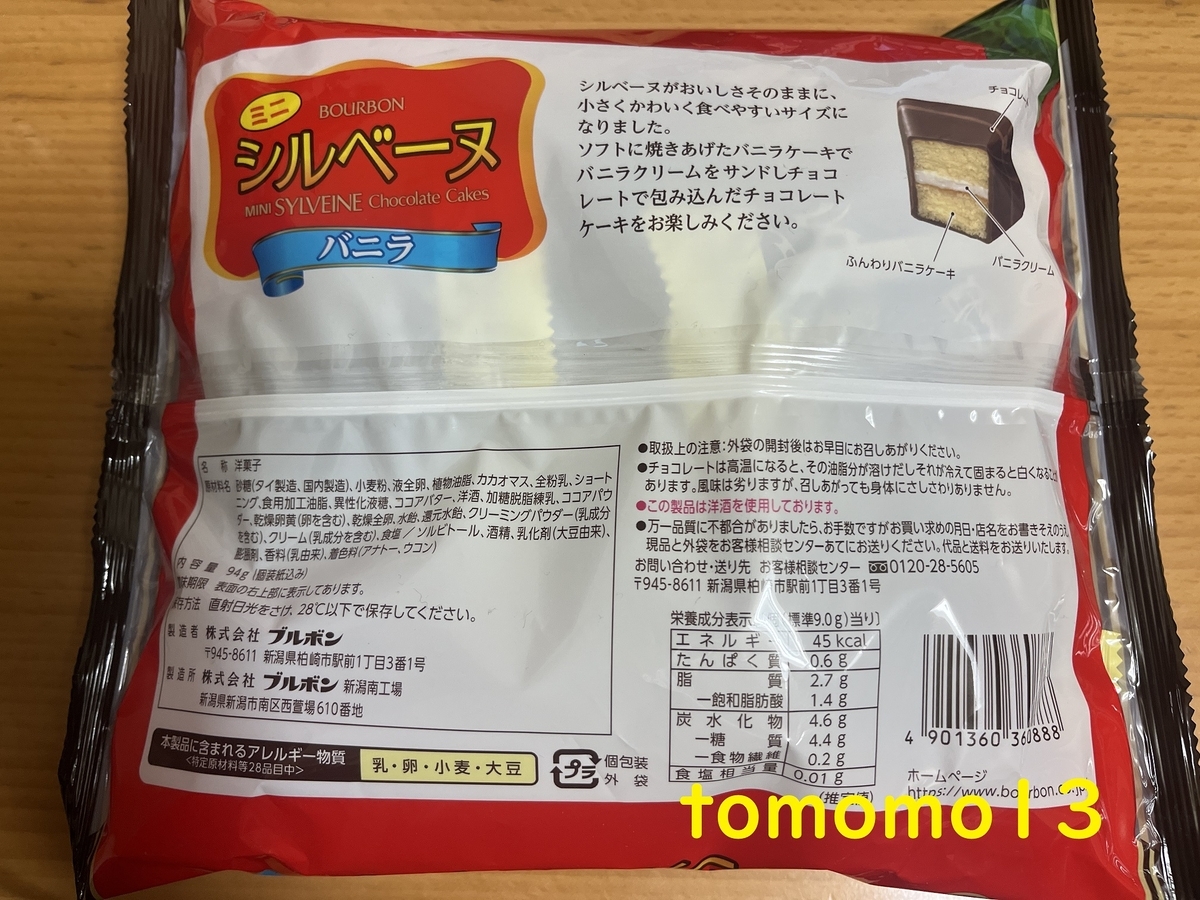 ミニ
BOURBON
シルベーヌ
MINI SYLVEINE Chocolate Cakes
バニラ
シルベーヌがおいしさそのままに、
小さくかわいく食べやすいサイズに
なりました。
ソフトに焼きあげたバニラケーキで
バニラクリームをサンドしチョコ
レートで包み込んだチョコレート
ケーキをお楽しみください。
チョコレ
ふんわりバニラケーキ
バニラクリーム
名 称 洋菓子
原材料名 砂糖(タイ製造、国内製造)、小麦粉、液全卵、植物油脂、カカオマス、全粉乳、ショート
ニング、食用加工油脂、異性化液糖、ココアバター、洋酒、加糖脱脂練乳、ココアパウ
ダー、乾燥卵黄(卵を含む)、乾燥全卵、水飴、還元水飴、クリーミングパウダー(乳成分
を含む)、クリーム(乳成分を含む)、食塩/ソルビトール、酒精、乳化剤(大豆由来)、
膨脹剤、香料(乳由来)、着色料(アナトー、ウコン)
内容量 94g(個装紙込み)
味期限 表面の右上部に表示してあります。
保存方法 直射日光をさけ、28℃以下で保存してください。
製造者 株式会社 ブルボン
〒945-8611 新潟県柏崎市駅前1丁目3番1号
製造所 株式会社 ブルボン 新潟南工場
新潟県新潟市南区西萱場610番地
本製品に含まれるアレルギー物質
<特定原材料等28品目中>
乳・卵・小麦・大豆
プラ
個包装
外 袋
●取扱上の注意:外袋の開封後はお早目にお召しあがりください。
●チョコレートは高温になると、その油脂分が溶けだしそれが冷えて固まると白くなること
あります。風味は劣りますが、召しあがっても身体にさしさわりありません。
●この製品は洋酒を使用しております。
●万一品質に不都合がありましたら、お手数ですがお買い求めの月日・店名をお書きそえのうえ、
現品と外袋をお客様相談センターあてにお送りください。代品と送料をお送りいたします。
お問い合わせ・送り先 お客様相談センター 0120-28-5605
〒945-8611 新潟県柏崎市駅前1丁目3番1号
栄養成分表示 標準9.0g)当り
エネルギー 45 kcal
たんぱく質 0.6 g
脂質 2.7 g
−飽和脂肪酸 1.4 g
炭水化物 4.6 g
−糖質 4.4 g
−食物繊維 0.2 g
食塩相当量 0.01 g
(推定値)
4 901360 360888
ホームページ
https://www.bourbon.co.jp
tomomo13